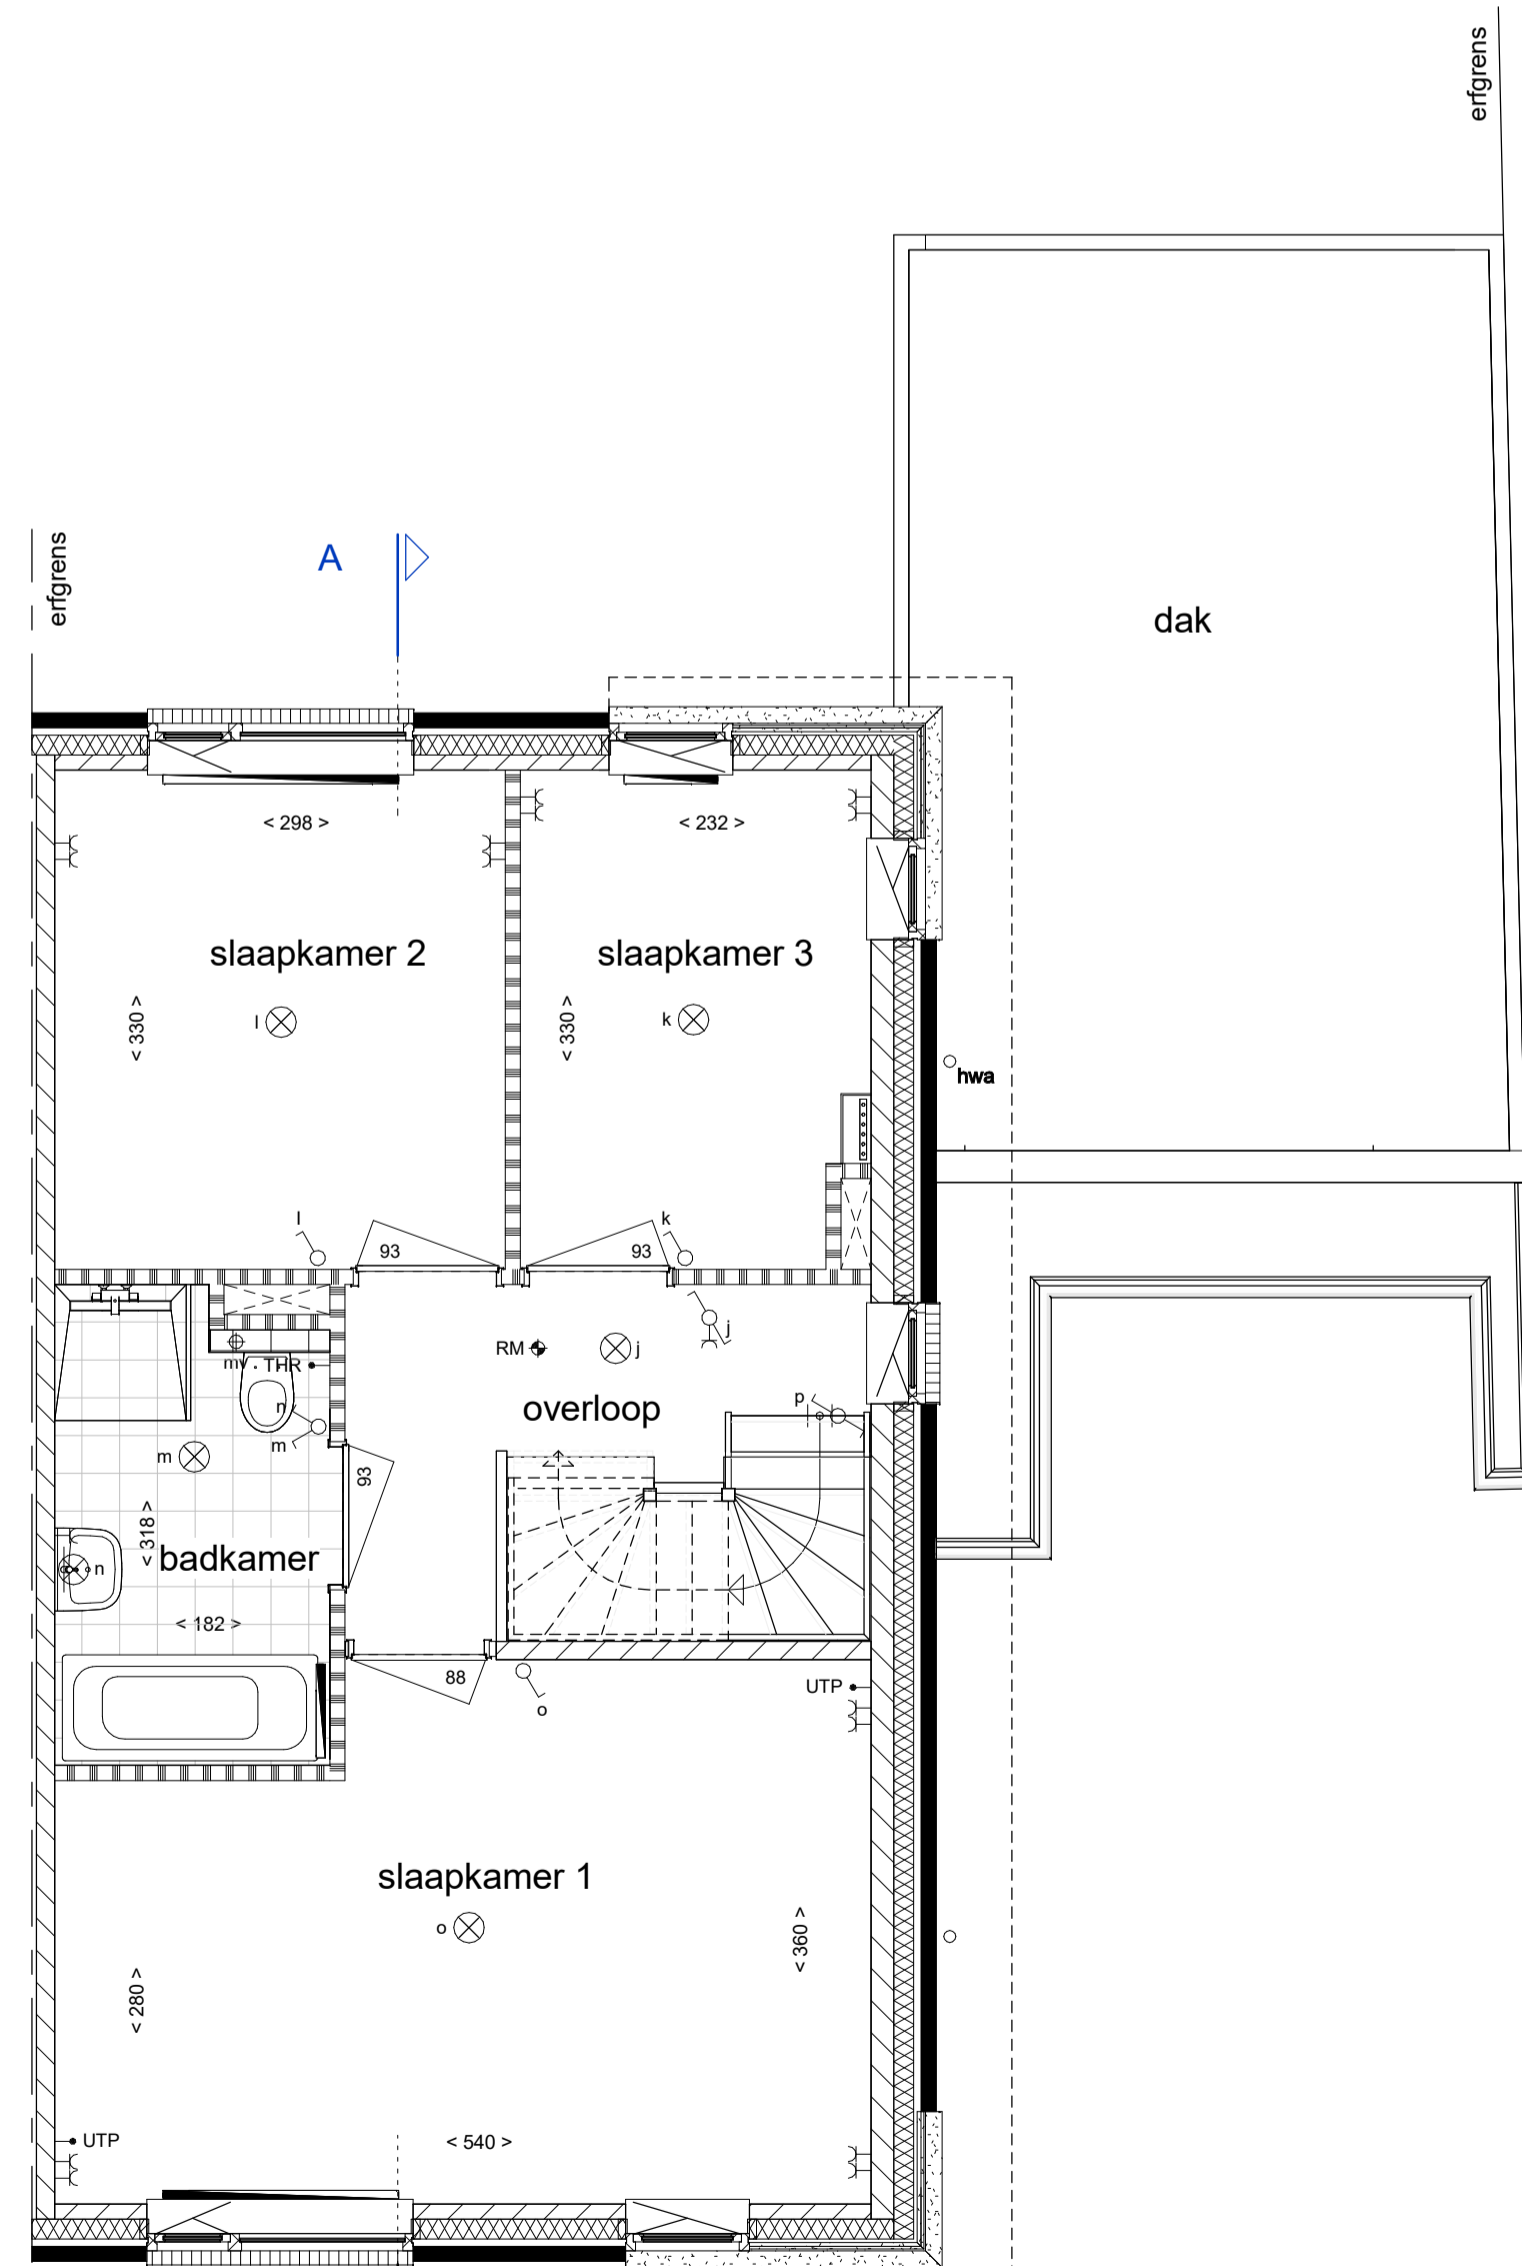 erfgrens
erfgrens
A
dak
< 298 >
< 232 >
slaapkamer 2
slaapkamer 3
< 330 >
l
< 330 >
k
hwa
l
93
93
k
j
RM
j
mv
THR
overloop
p
n
m
m
93
< 318 >
badkamer
n
< 182 >
88
o
UTP
slaapkamer 1
o
< 360 >
< 280 >
UTP
< 540 >